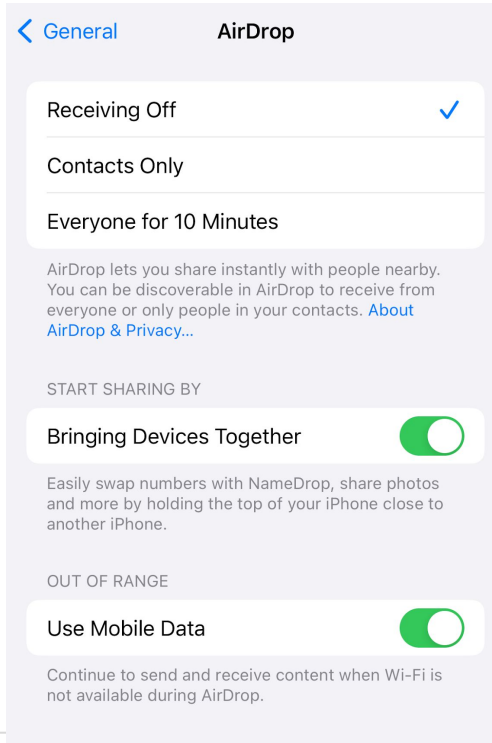 General
AirDrop
Receiving Off
Contacts Only
Everyone for 10 Minutes
AirDrop lets you share instantly with people nearby.
You can be discoverable in AirDrop to receive from
everyone or only people in your contacts. About
AirDrop & Privacy...
START SHARING BY
Bringing Devices Together
Easily swap numbers with NameDrop, share photos
and more by holding the top of your iPhone close to
another iPhone.
OUT OF RANGE
Use Mobile Data
Continue to send and receive content when Wi-Fi is
not available during AirDrop.